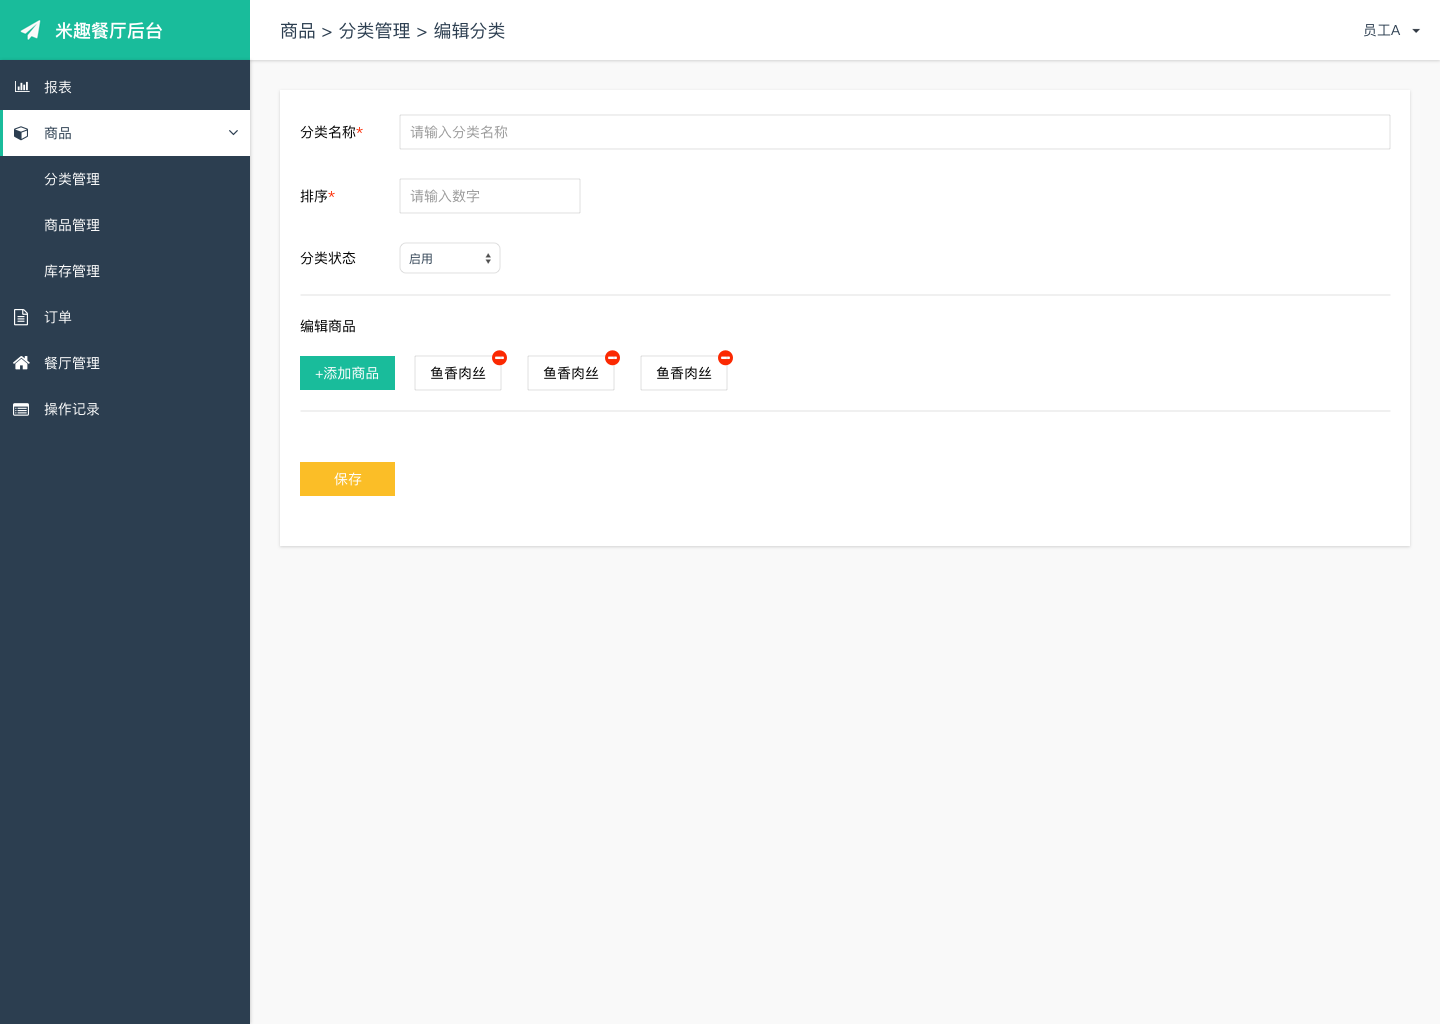 米趣餐厅后台
商品 > 分类管理 > 编辑分类
员工A
报表
商品
分类管理
商品管理
库存管理
订单
餐厅管理
操作记录
分类名称*
请输入分类名称
排序*
请输入数字
分类状态
启用
编辑商品
+添加商品
鱼香肉丝
鱼香肉丝
鱼香肉丝
保存